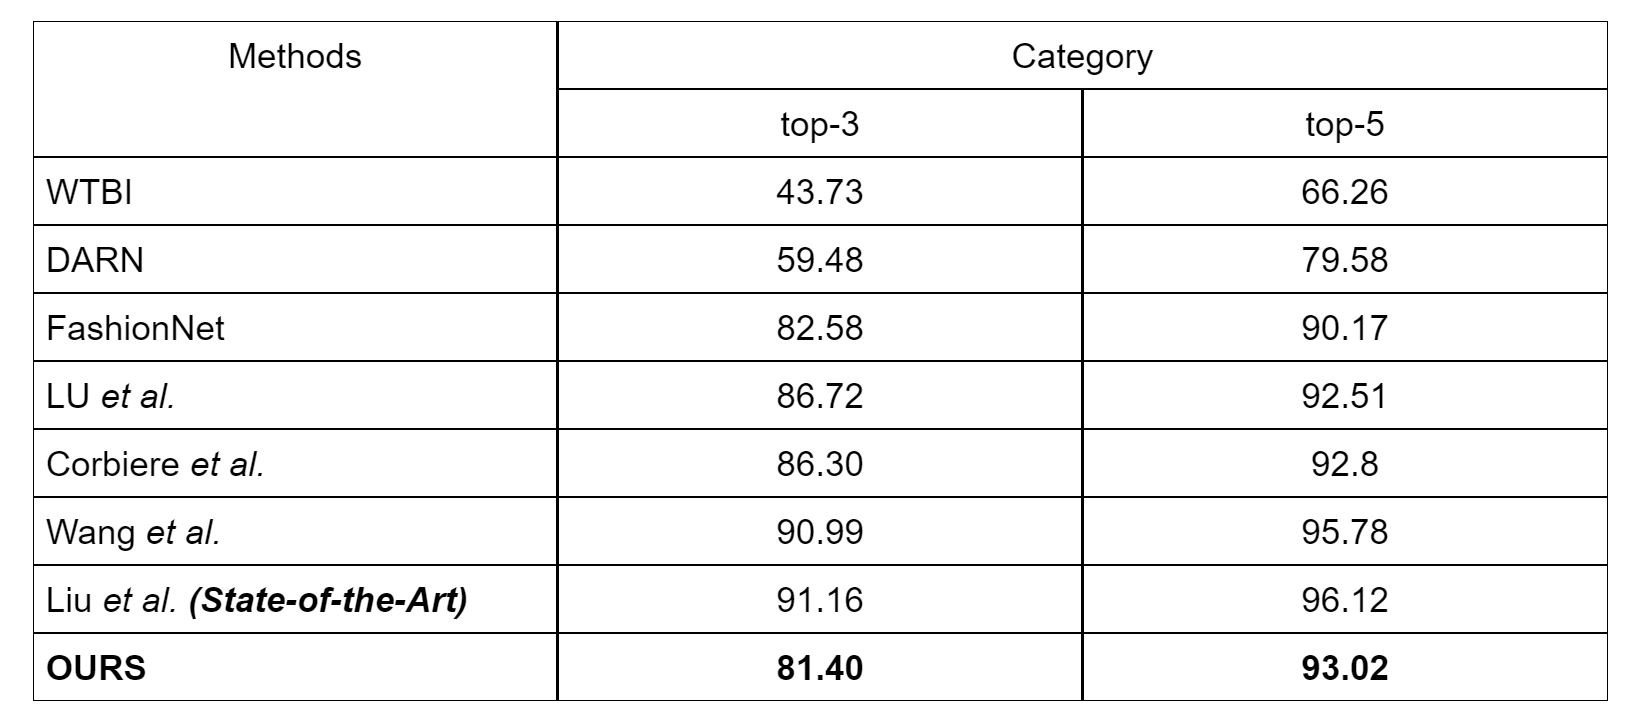 Methods Category
top-3 top-5
WTBI 43.73 66.26
DARN 59.48 79.58
FashionNet 82.58 90.17
LU et al. 86.72 92.51
Corbiere et al. 86.30 92.8
Wang et al. 90.99 95.78
Liu et al. (State-of-the-Art) 91.16 96.12
OURS 81.40 93.02